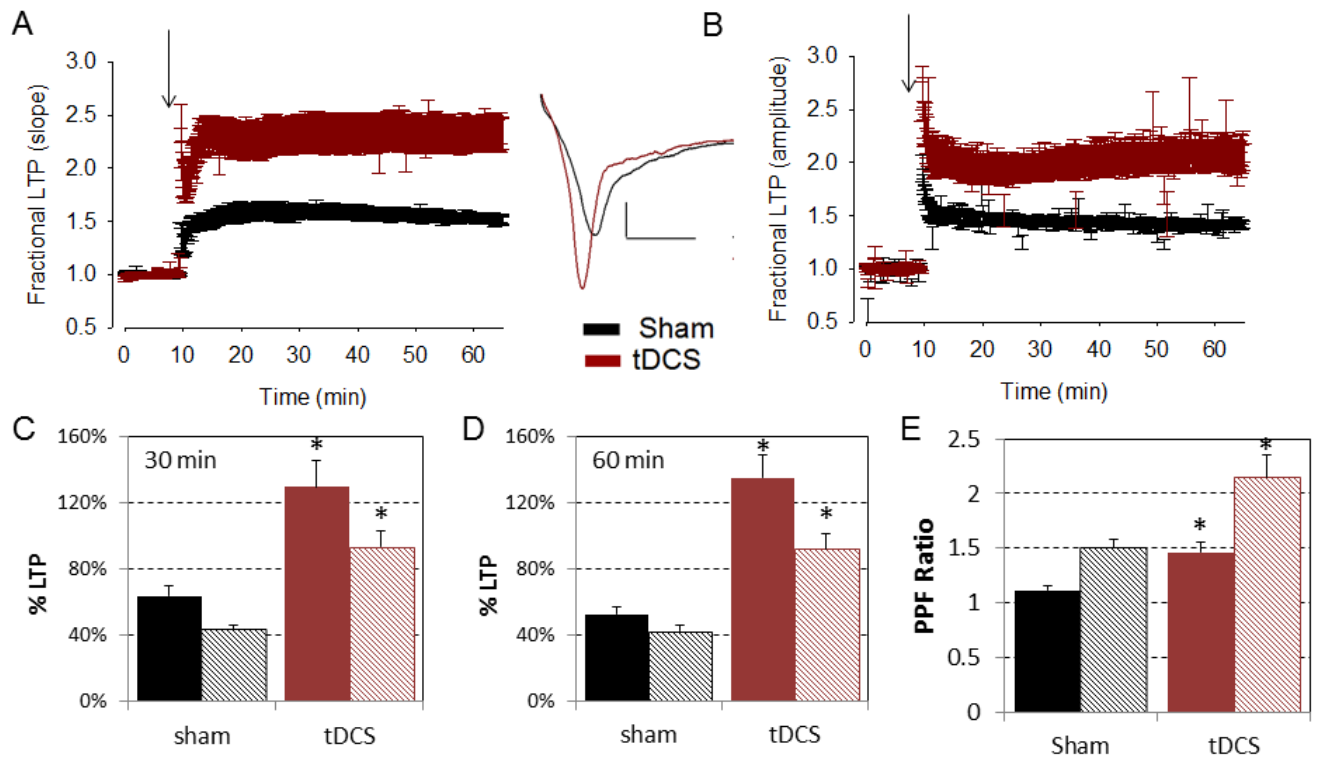 A
Fractional LTP (slope)
3.0
2.5
2.0
1.5
1.0
0.5
0 10 20 30 40 50 60
Time (min)
Sham
tDCS
B
Fractional LTP (amplitude)
3.0
2.5
2.0
1.5
1.0
0.5
0 10 20 30 40 50 60
Time (min)
C
% LTP
160%
120%
80%
40%
0%
30 min
*
*
sham tDCS
D
% LTP
160%
120%
80%
40%
0%
60 min
*
*
sham tDCS
E
PPF Ratio
2.5
2
1.5
1
0.5
0
*
*
Sham tDCS